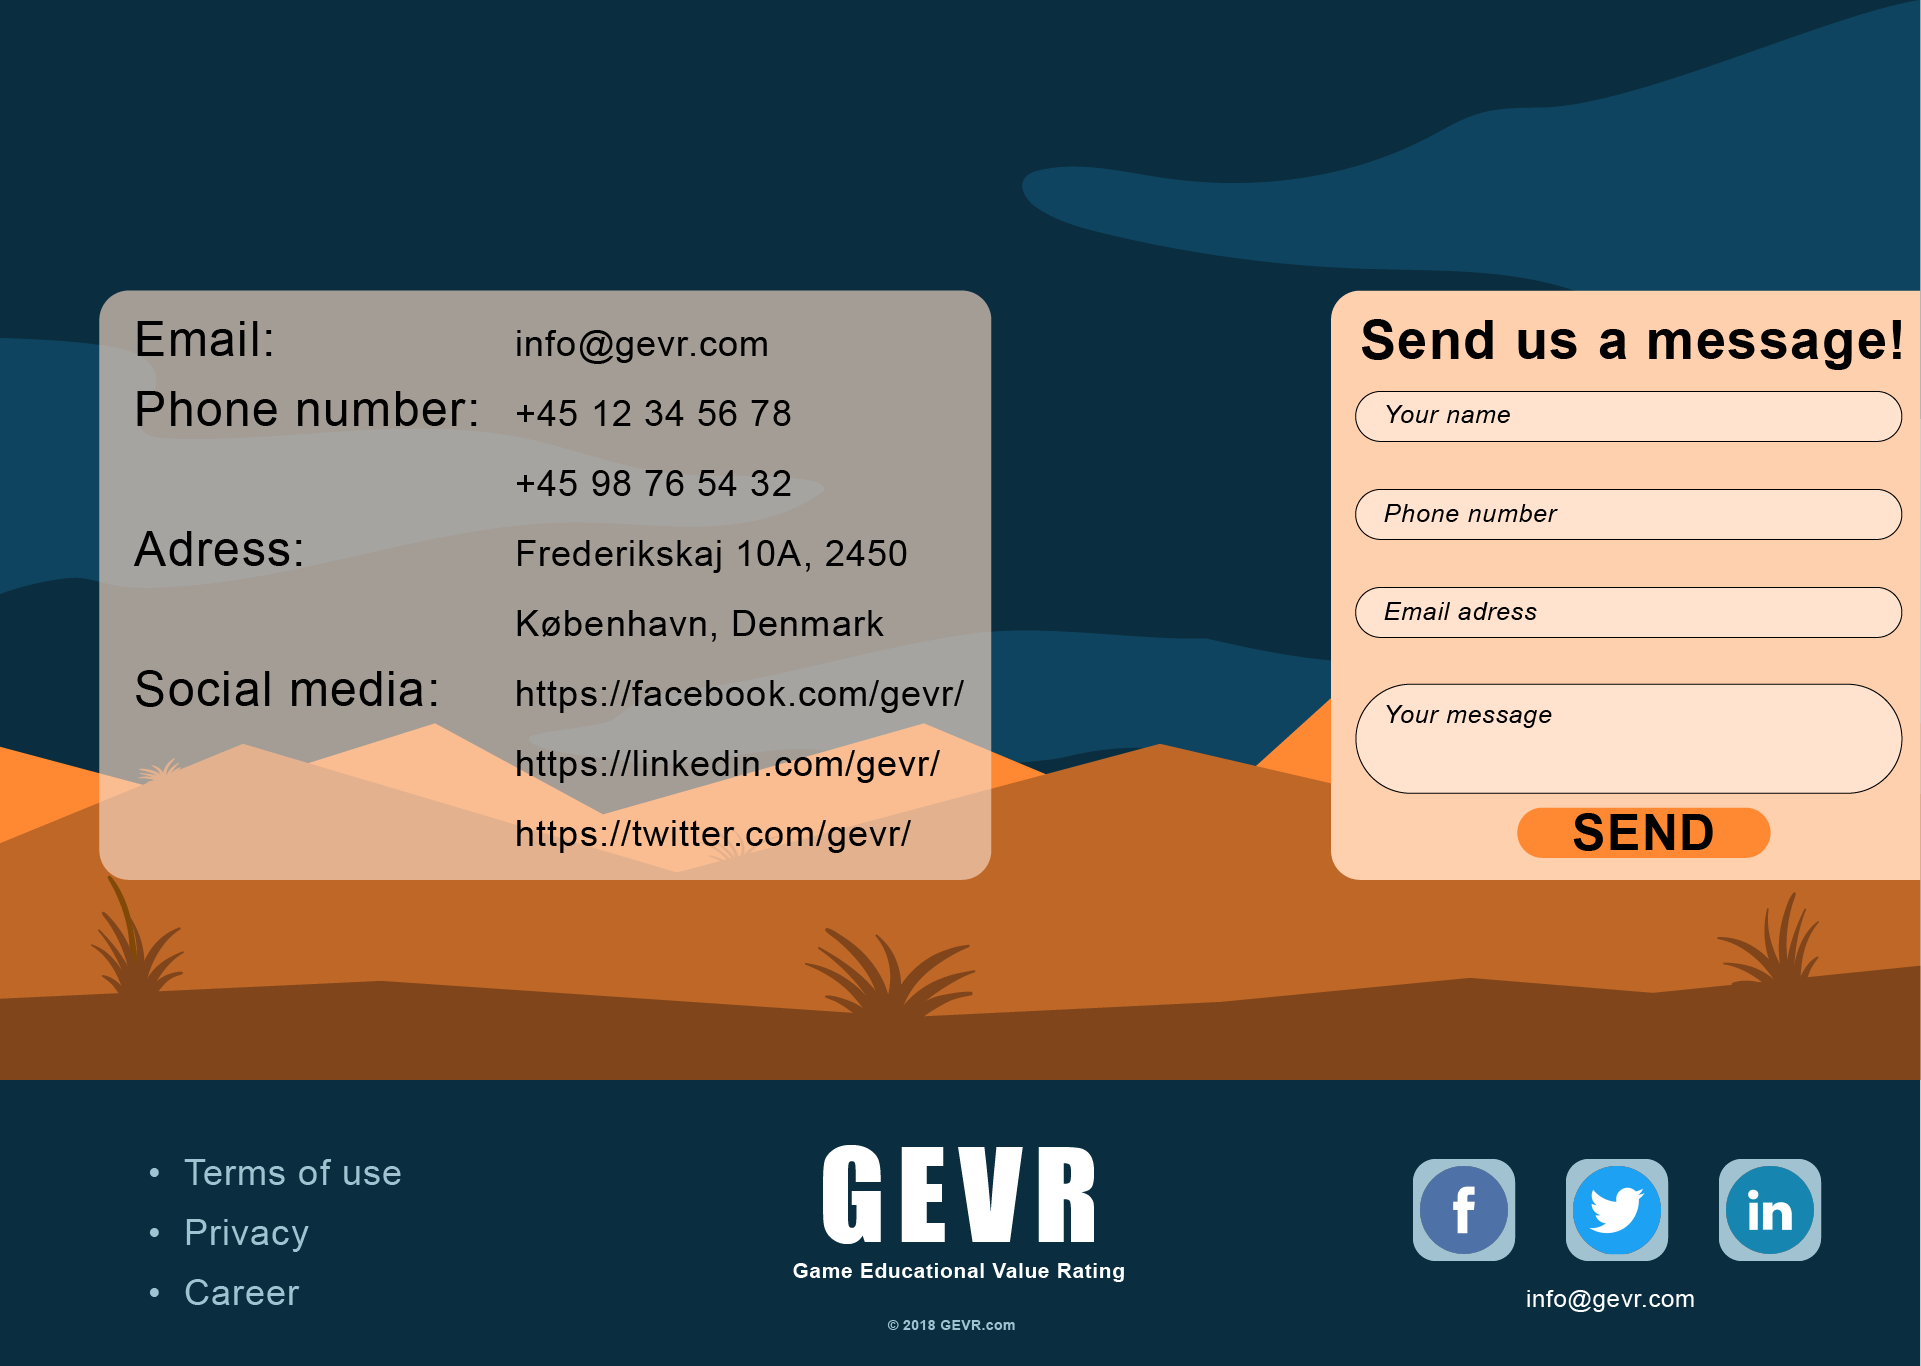 Email: info@gevr.com
Phone number: +45 12 34 56 78
+45 98 76 54 32
Adress: Frederikskaj 10A, 2450
København, Denmark
Social media: https://facebook.com/gevr/
https://linkedin.com/gevr/
https://twitter.com/gevr/
Send us a message!
Your name
Phone number
Email adress
Your message
SEND
• Terms of use
• Privacy
• Career
GEVR
Game Educational Value Rating
© 2018 GEVR.com
f
in
info@gevr.com